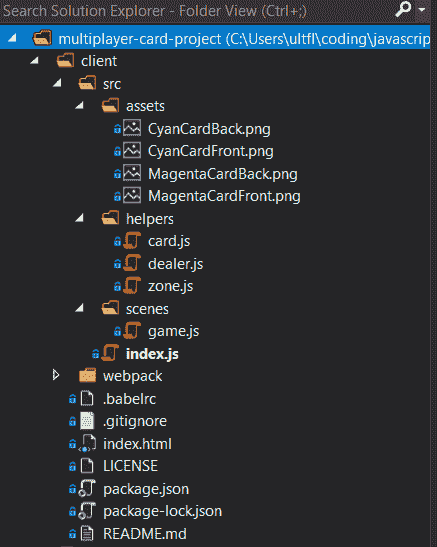 Search Solution Explorer - Folder View (Ctrl+;)
multiplayer-card-project (C:\Users\ultfl\coding\javascrip
client
src
assets
CyanCardBack.png
CyanCardFront.png
MagentaCardBack.png
MagentaCardFront.png
helpers
card.js
dealer.js
zone.js
scenes
game.js
index.js
webpack
.babelrc
.gitignore
index.html
LICENSE
package.json
package-lock.json
README.md